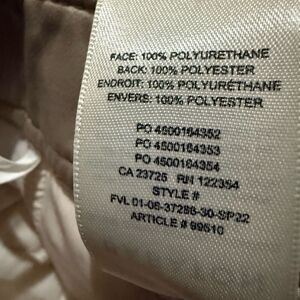 FACE: 100% POLYURETHANE
BACK: 100% POLYESTER
ENDROIT: 100% POLYURETHANE
ENVERS: 100% POLYESTER
PO 4500164352
PO 4500164353
PO 4500164354
CA 23725 RN 122354
STYLE #
FVL 01-06-37286-30-SP22
ARTICLE # 99510